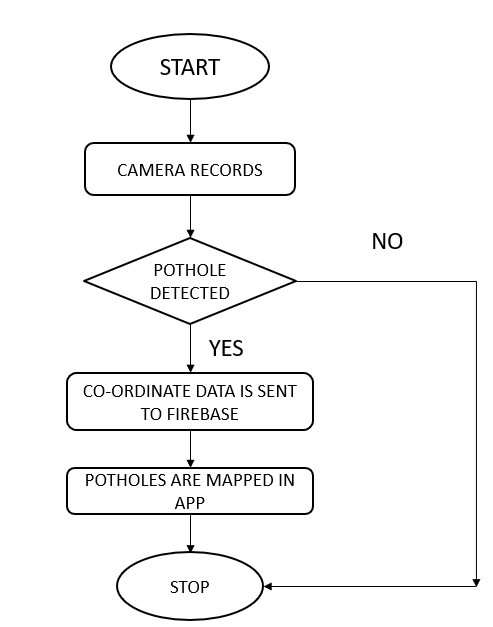 START
CAMERA RECORDS
NO
POTHOLE
DETECTED
YES
CO-ORDINATE DATA IS SENT
TO FIREBASE
POTHOLES ARE MAPPED IN
APP
STOP